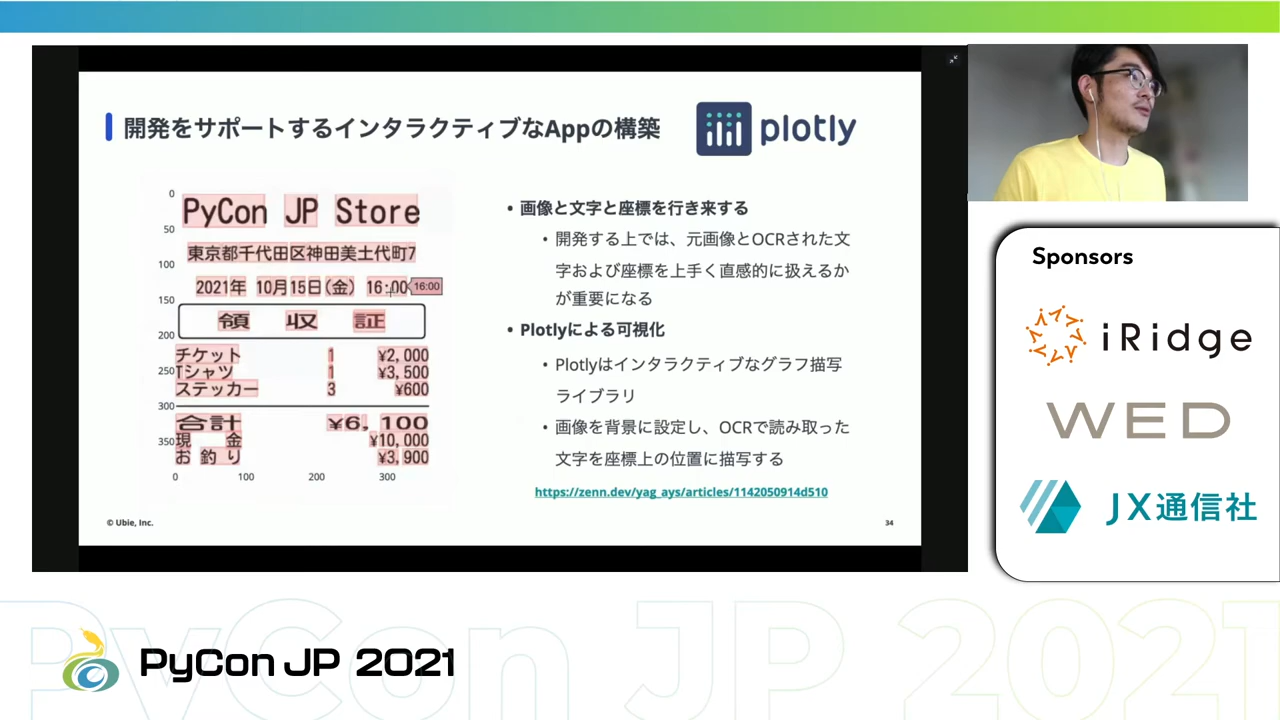 開発をサポートするインタラクティブなAppの構築
plotly
0
50
100
150
200
250
300
350
0
100
200
300
PyCon JP Store
東京都千代田区神田美土代町7
2021年 10月15日(金) 16:00
16:00
領 収 証
チケット 1 ¥2,000
Tシャツ 1 ¥3,500
ステッカー 3 ¥600
合計 ¥6,100
現 金 ¥10,000
お 釣 り ¥3,900
• 画像と文字と座標を行き来する
• 開発する上では、元画像とOCRされた文
字および座標を上手く直感的に扱えるか
が重要になる
• Plotlyによる可視化
• Plotlyはインタラクティブなグラフ描写
ライブラリ
• 画像を背景に設定し、OCRで読み取った
文字を座標上の位置に描写する
https://zenn.dev/yag_ays/articles/1142050914d510
© Ubie, Inc.
34
Sponsors
iRidge
WED
JX通信社
PyCon JP 2021
PyCon JP 2021